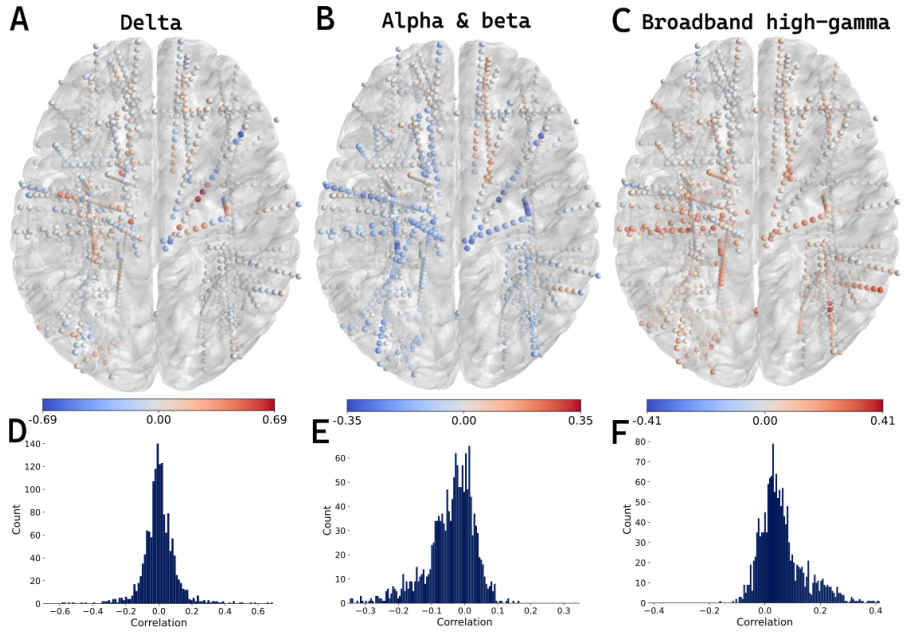 A Delta
B Alpha & beta
C Broadband high-gamma
-0.69 0.00 0.69
-0.35 0.00 0.35
-0.41 0.00 0.41
D
140
120
100
80
60
40
20
0
Count
-0.6 -0.4 -0.2 0.0 0.2 0.4 0.6
Correlation
E
60
50
40
30
20
10
0
Count
-0.3 -0.2 -0.1 0.0 0.1 0.2 0.3
Correlation
F
80
70
60
50
40
30
20
10
0
Count
-0.4 -0.2 0.0 0.2 0.4
Correlation